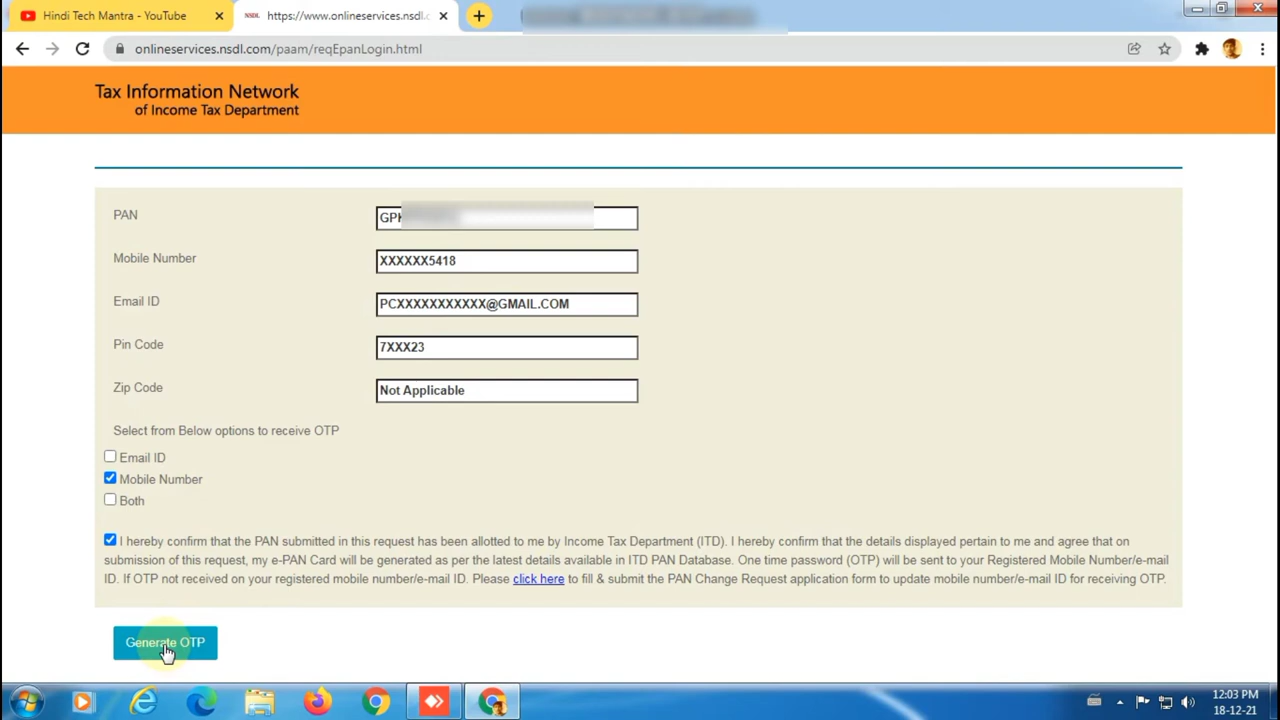 Hindi Tech Mantra - YouTube
NSDL https://www.onlineservices.nsdl.c
onlineservices.nsdl.com/paam/reqEpanLogin.html
Tax Information Network
of Income Tax Department
PAN GPK
Mobile Number XXXXXX5418
Email ID PCXXXXXXXXXXX@GMAIL.COM
Pin Code 7XXX23
Zip Code Not Applicable
Select from Below options to receive OTP
Email ID
Mobile Number
Both
I hereby confirm that the PAN submitted in this request has been allotted to me by Income Tax Department (ITD). I hereby confirm that the details displayed pertain to me and agree that on
submission of this request, my e-PAN Card will be generated as per the latest details available in ITD PAN Database. One time password (OTP) will be sent to your Registered Mobile Number/e-mail
ID. If OTP not received on your registered mobile number/e-mail ID. Please click here to fill & submit the PAN Change Request application form to update mobile number/e-mail ID for receiving OTP.
Generate OTP
12:03 PM
18-12-21